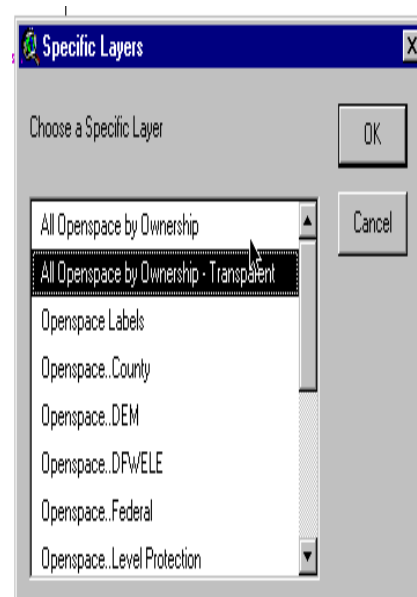 Specific Layers
Choose a Specific Layer
OK
Cancel
All Openspace by Ownership
All Openspace by Ownership - Transparent
Openspace Labels
Openspace..County
Openspace..DEM
Openspace..DFWELE
Openspace..Federal
Openspace..Level Protection